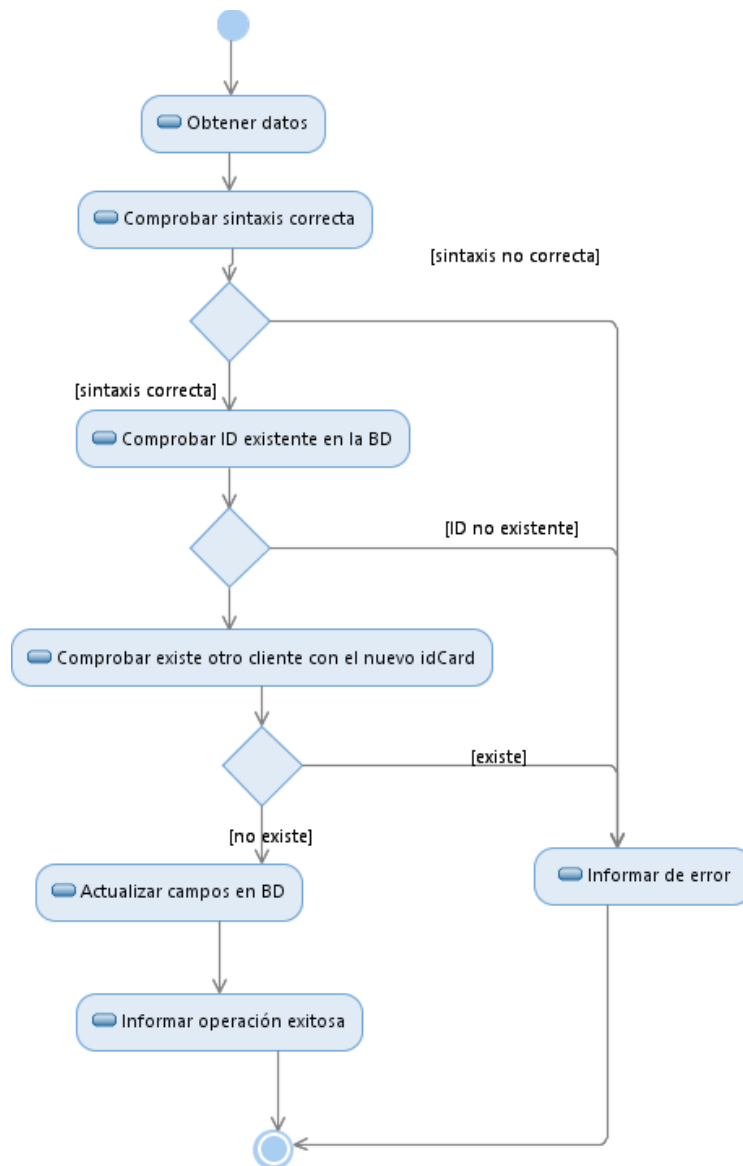 Obtener datos
Comprobar sintaxis correcta
[sintaxis no correcta]
[sintaxis correcta]
Comprobar ID existente en la BD
[ID no existente]
Comprobar existe otro cliente con el nuevo idCard
[existe]
[no existe]
Actualizar campos en BD
Informar de error
Informar operación exitosa